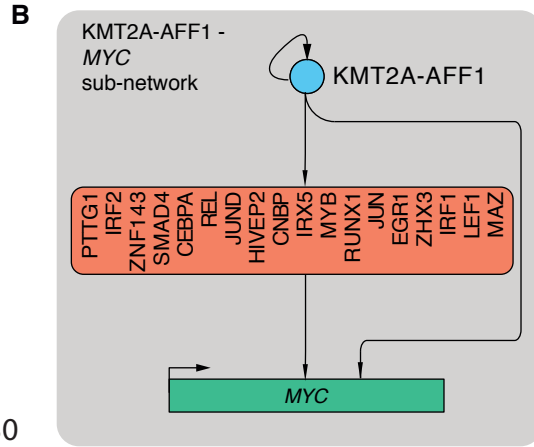 B
KMT2A-AFF1 -
MYC
sub-network
KMT2A-AFF1
PTTG1
IRF2
ZNF143
SMAD4
CEBPA
REL
JUND
HIVEP2
CNBP
IRX5
MYB
RUNX1
JUN
EGR1
ZHX3
IRF1
LEF1
MAZ
MYC
0